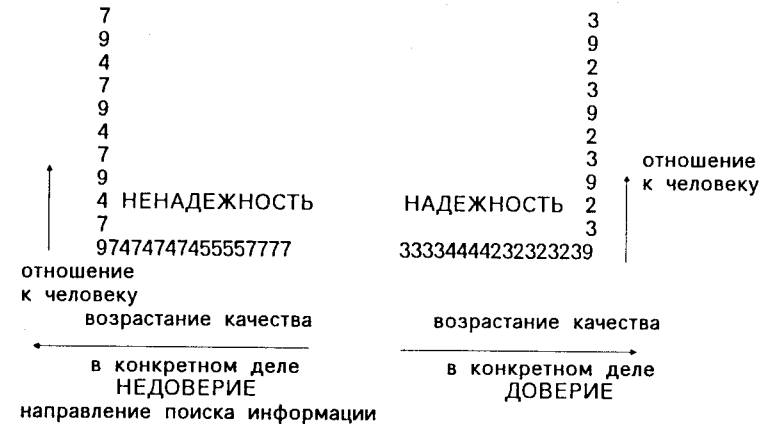 7
9
4
7
9
4
7
9
4 НЕНАДЕЖНОСТЬ
7
97474747455557777
отношение
к человеку
возрастание качества
в конкретном деле
НЕДОВЕРИЕ
направление поиска информации
3
9
2
3
9
2
3
9
НАДЕЖНОСТЬ 2
3
33334444232323239
отношение
к человеку
возрастание качества
в конкретном деле
ДОВЕРИЕ